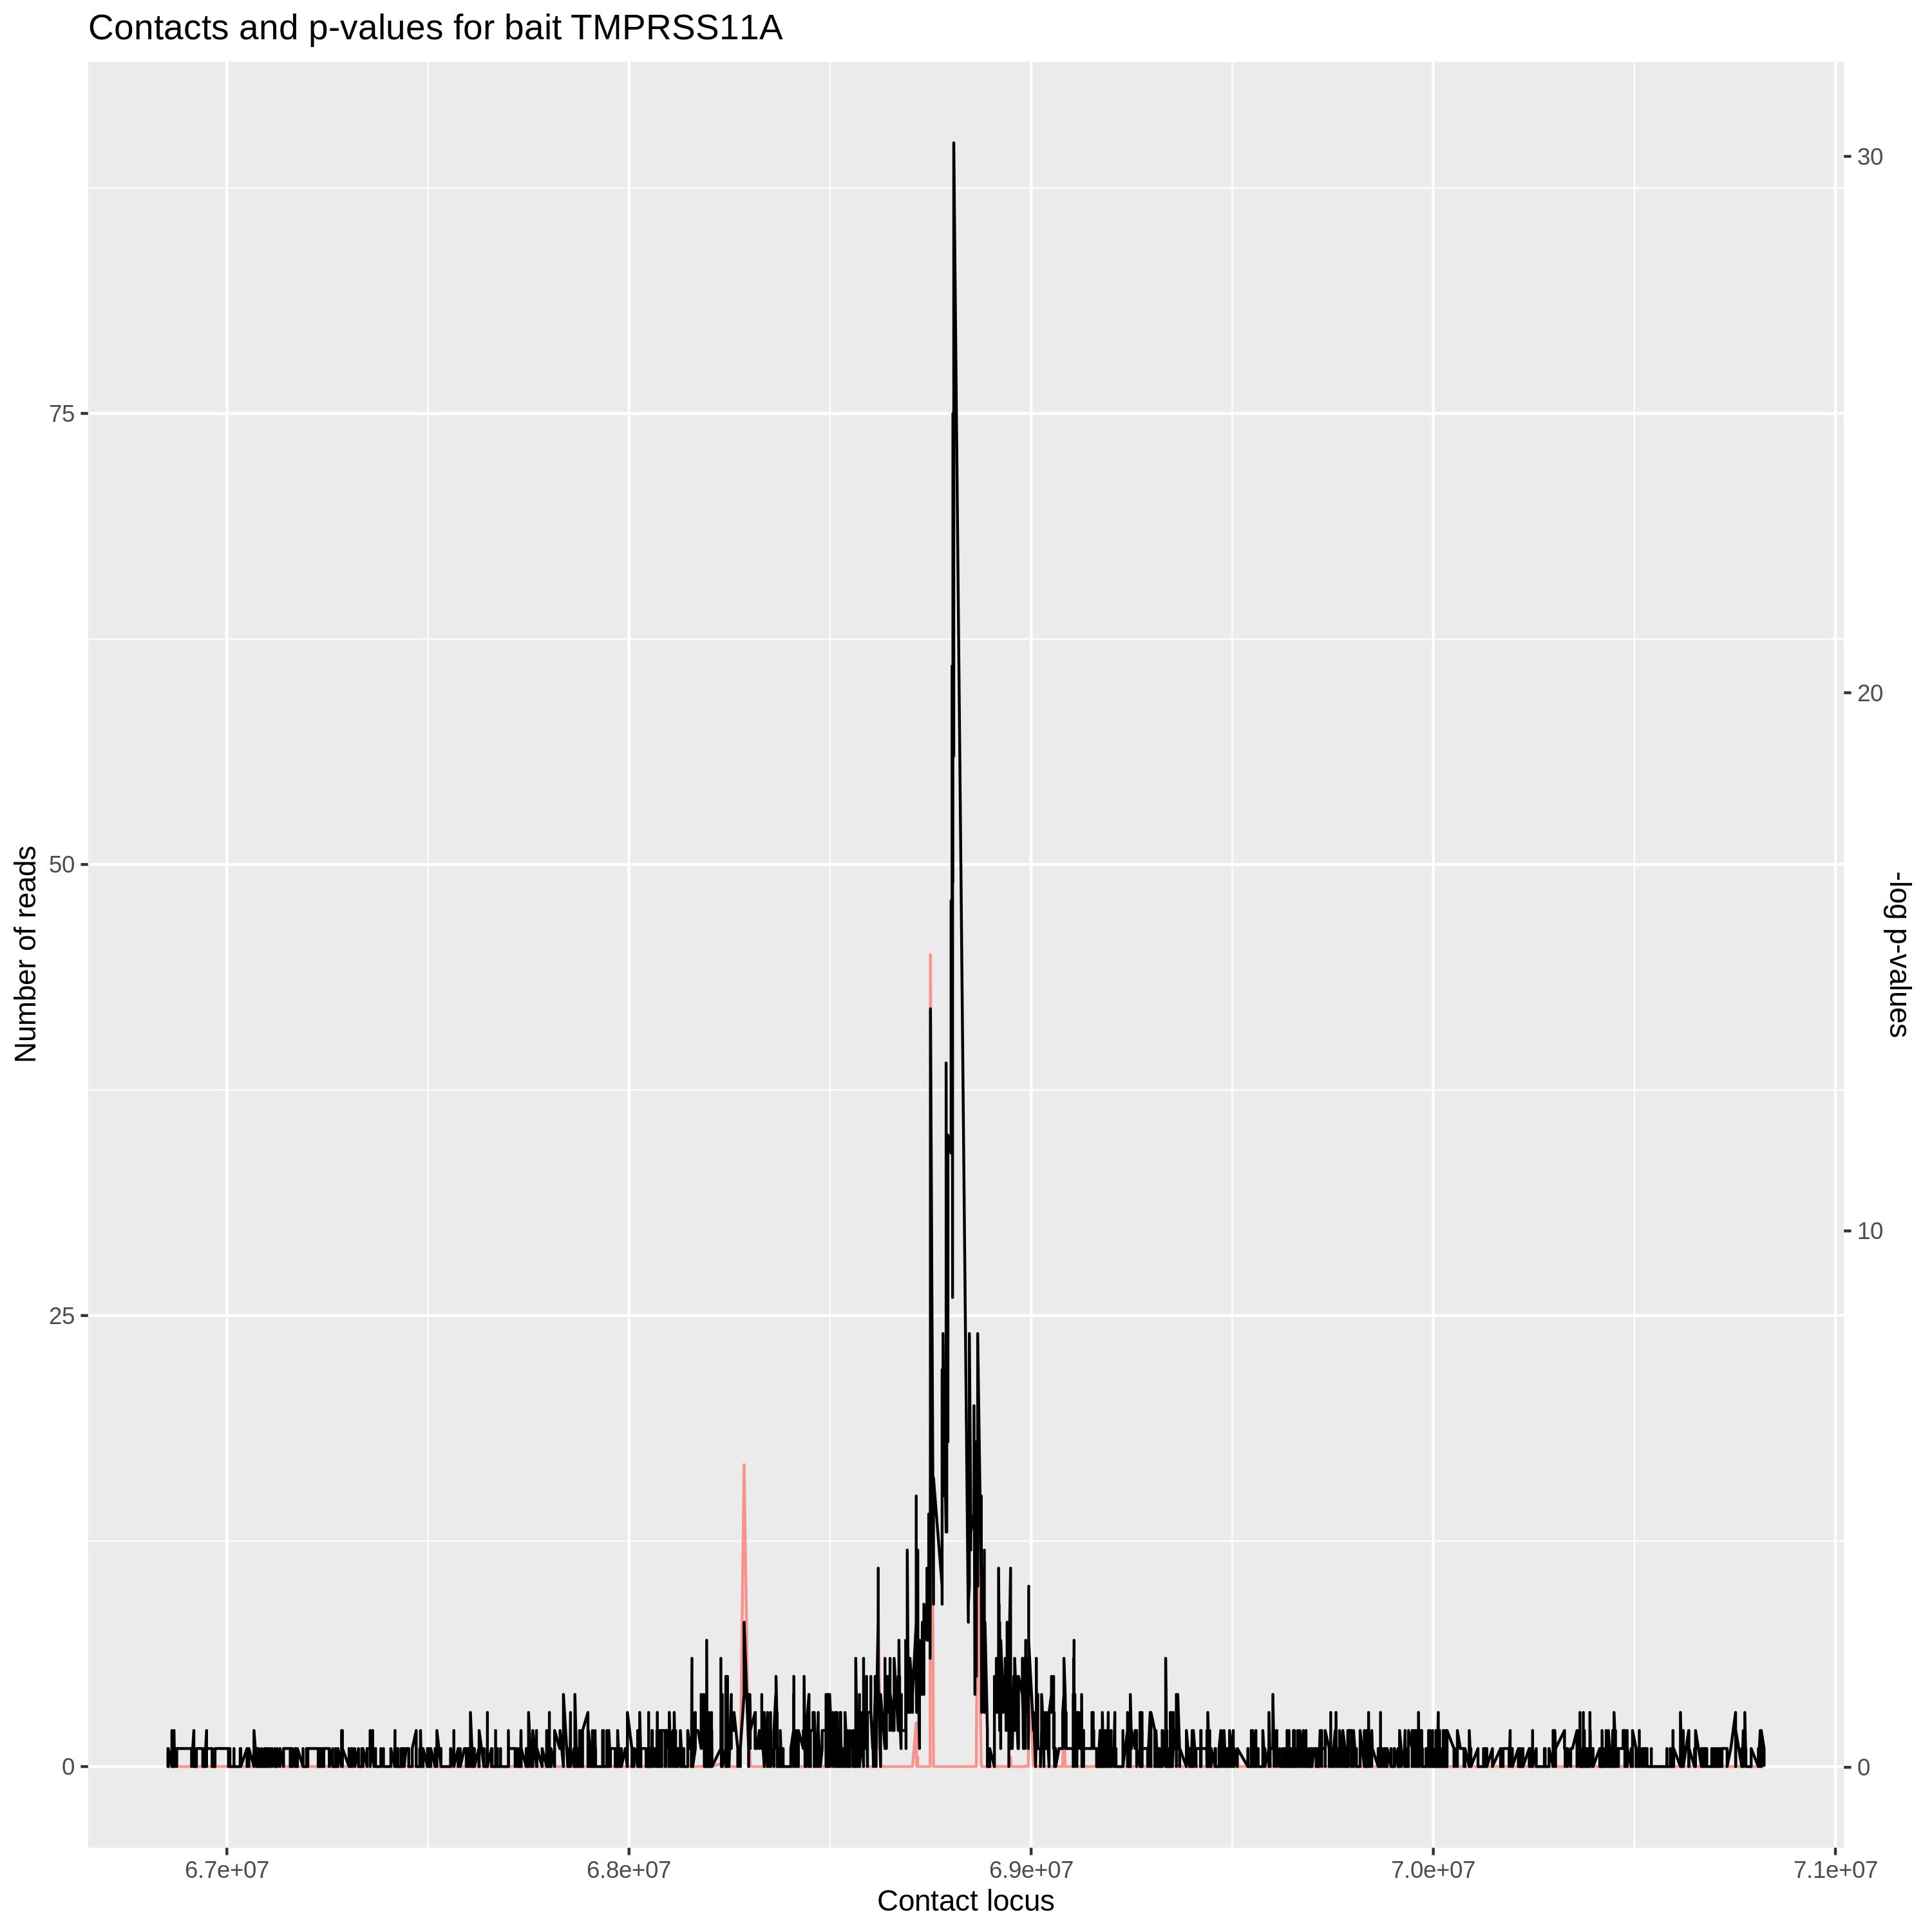 Contacts and p-values for bait TMPRSS11A
Number of reads
75
50
25
0
30
20
10
0
-log p-values
6.7e+07
6.8e+07
6.9e+07
7.0e+07
7.1e+07
Contact locus